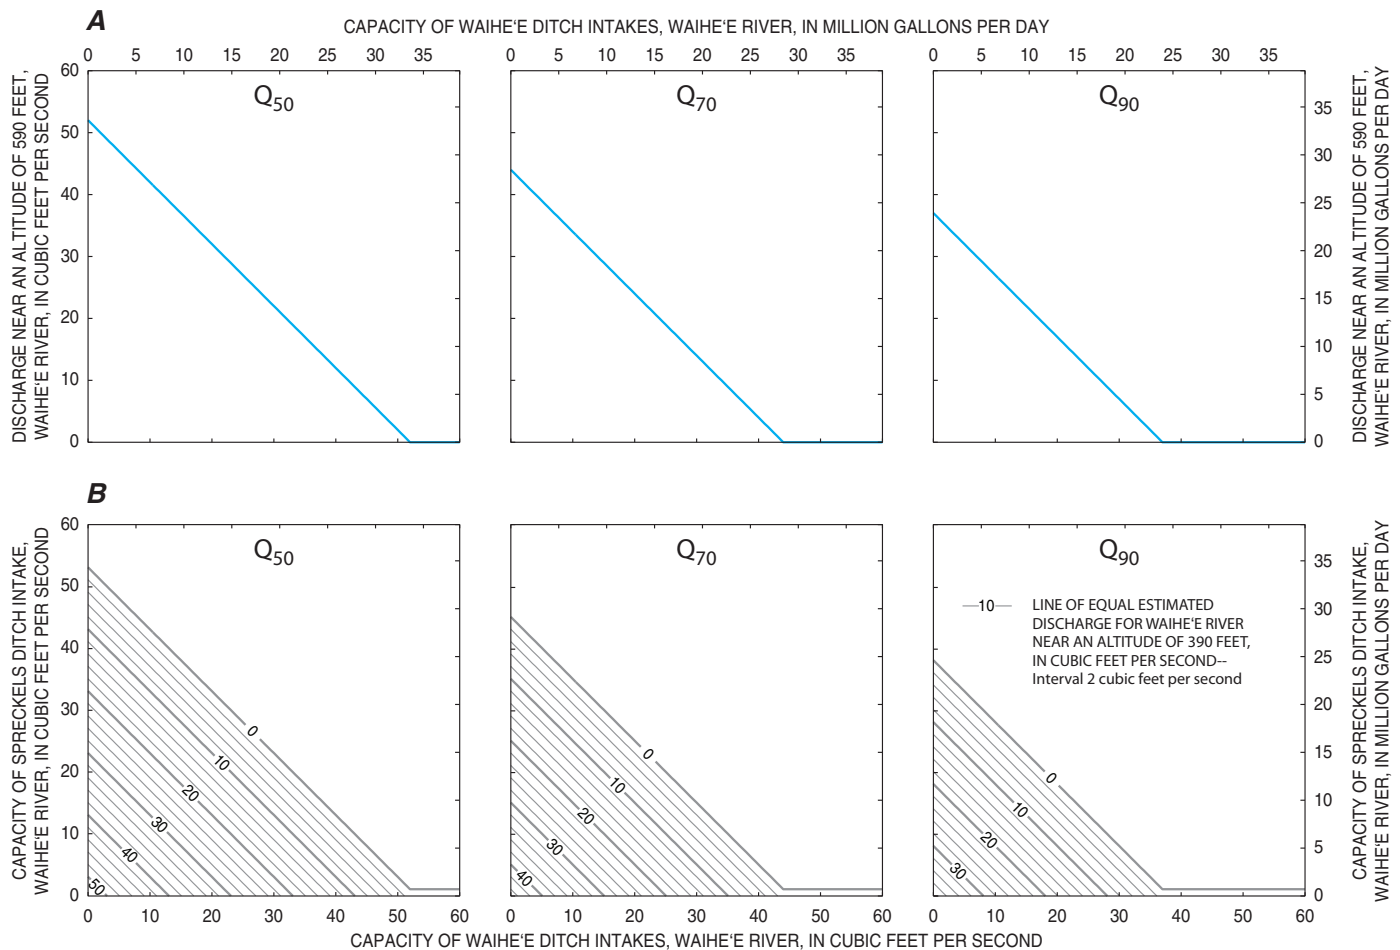 A
CAPACITY OF WAIHE‘E DITCH INTAKES, WAIHE‘E RIVER, IN MILLION GALLONS PER DAY
0 5 10 15 20 25 30 35 0 5 10 15 20 25 30 35 0 5 10 15 20 25 30 35
DISCHARGE NEAR AN ALTITUDE OF 590 FEET,
WAIHE‘E RIVER, IN CUBIC FEET PER SECOND
60
50
40
30
20
10
0
Q50
Q70
Q90
35
30
25
20
15
10
5
0
DISCHARGE NEAR AN ALTITUDE OF 590 FEET,
WAIHE‘E RIVER, IN MILLION GALLONS PER DAY
B
CAPACITY OF SPRECKELS DITCH INTAKE,
WAIHE‘E RIVER, IN CUBIC FEET PER SECOND
60
50
40
30
20
10
0
Q50
0
10
20
30
40
50
Q70
0
10
20
30
40
Q90
10 LINE OF EQUAL ESTIMATED
DISCHARGE FOR WAIHE‘E RIVER
NEAR AN ALTITUDE OF 390 FEET,
IN CUBIC FEET PER SECOND--
Interval 2 cubic feet per second
0
10
20
30
35
30
25
20
15
10
5
0
CAPACITY OF SPRECKELS DITCH INTAKE,
WAIHE‘E RIVER, IN MILLION GALLONS PER DAY
0 10 20 30 40 50 60 0 10 20 30 40 50 60 0 10 20 30 40 50 60
CAPACITY OF WAIHE‘E DITCH INTAKES, WAIHE‘E RIVER, IN CUBIC FEET PER SECOND